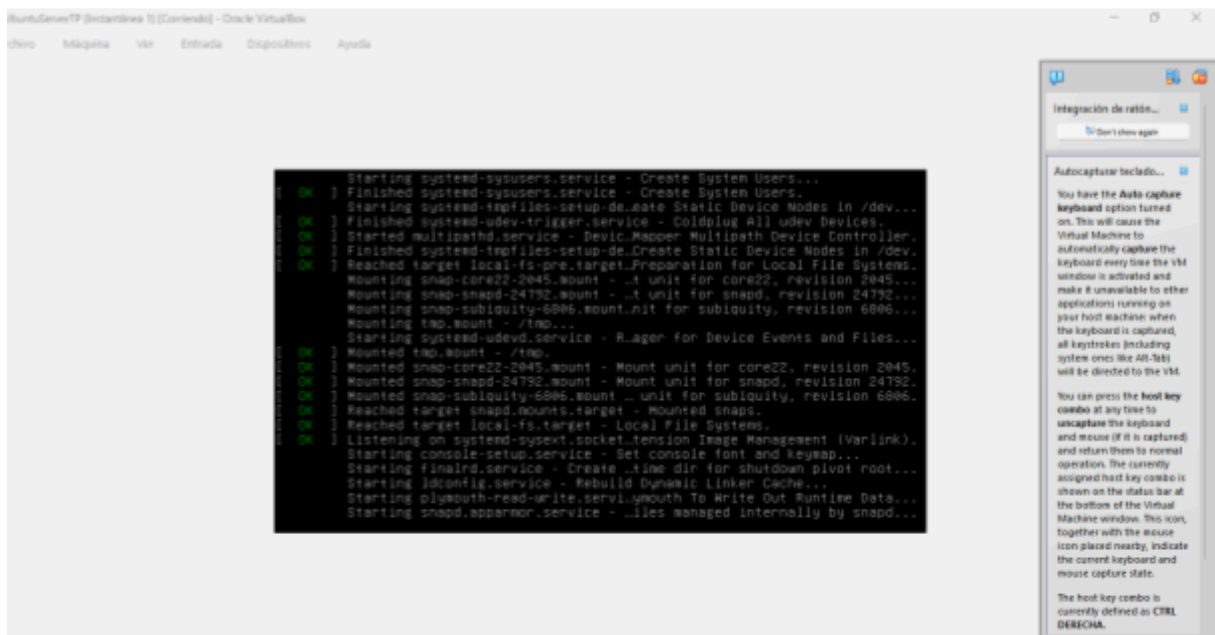 UbuntuServerTP (Instantánea 1) [Corriendo] - Oracle VirtualBox
Archivo Máquina Ver Entrada Dispositivos Ayuda
Starting systemd-sysusers.service - Create System Users...
[ OK ] Finished systemd-sysusers.service - Create System Users.
Starting systemd-tmpfiles-setup-de…eate Static Device Nodes in /dev...
[ OK ] Finished systemd-udev-trigger.service - Coldplug All udev Devices.
[ OK ] Started multipathd.service - Devic…Mapper Multipath Device Controller.
[ OK ] Finished systemd-tmpfiles-setup-de…Create Static Device Nodes in /dev.
[ OK ] Reached target local-fs-pre.target…Preparation for Local File Systems.
Mounting snap-core22-2045.mount - …t unit for core22, revision 2045...
Mounting snap-snapd-24792.mount - …t unit for snapd, revision 24792...
Mounting snap-subiquity-6806.mount…nit for subiquity, revision 6806...
Mounting tmp.mount - /tmp...
Starting systemd-udevd.service - R…ager for Device Events and Files...
[ OK ] Mounted tmp.mount - /tmp.
[ OK ] Mounted snap-core22-2045.mount - Mount unit for core22, revision 2045.
[ OK ] Mounted snap-snapd-24792.mount - Mount unit for snapd, revision 24792.
[ OK ] Mounted snap-subiquity-6806.mount … unit for subiquity, revision 6806.
[ OK ] Reached target snapd.mounts.target - Mounted snaps.
[ OK ] Reached target local-fs.target - Local File Systems.
[ OK ] Listening on systemd-sysext.socket…tension Image Management (Varlink).
Starting console-setup.service - Set console font and keymap...
Starting finalrd.service - Create …time dir for shutdown pivot root...
Starting ldconfig.service - Rebuild Dynamic Linker Cache...
Starting plymouth-read-write.servi…ymouth To Write Out Runtime Data...
Starting snapd.apparmor.service - …iles managed internally by snapd...
Integración de ratón...
Don't show again
Autocapturar teclado...
You have the Auto capture
keyboard option turned
on. This will cause the
Virtual Machine to
automatically capture the
keyboard every time the VM
window is activated and
make it unavailable to other
applications running on
your host machine: when
the keyboard is captured,
all keystrokes (including
system ones like Alt-Tab)
will be directed to the VM.
You can press the host key
combo at any time to
uncapture the keyboard
and mouse (if it is captured)
and return them to normal
operation. The currently
assigned host key combo is
shown on the status bar at
the bottom of the Virtual
Machine window. This icon,
together with the mouse
icon placed nearby, indicate
the current keyboard and
mouse capture state.
The host key combo is
currently defined as CTRL
DERECHA.